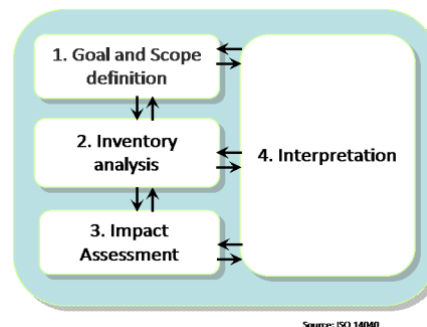 1. Goal and Scope
definition
2. Inventory
analysis
4. Interpretation
3. Impact
Assessment
Source: ISO 14040